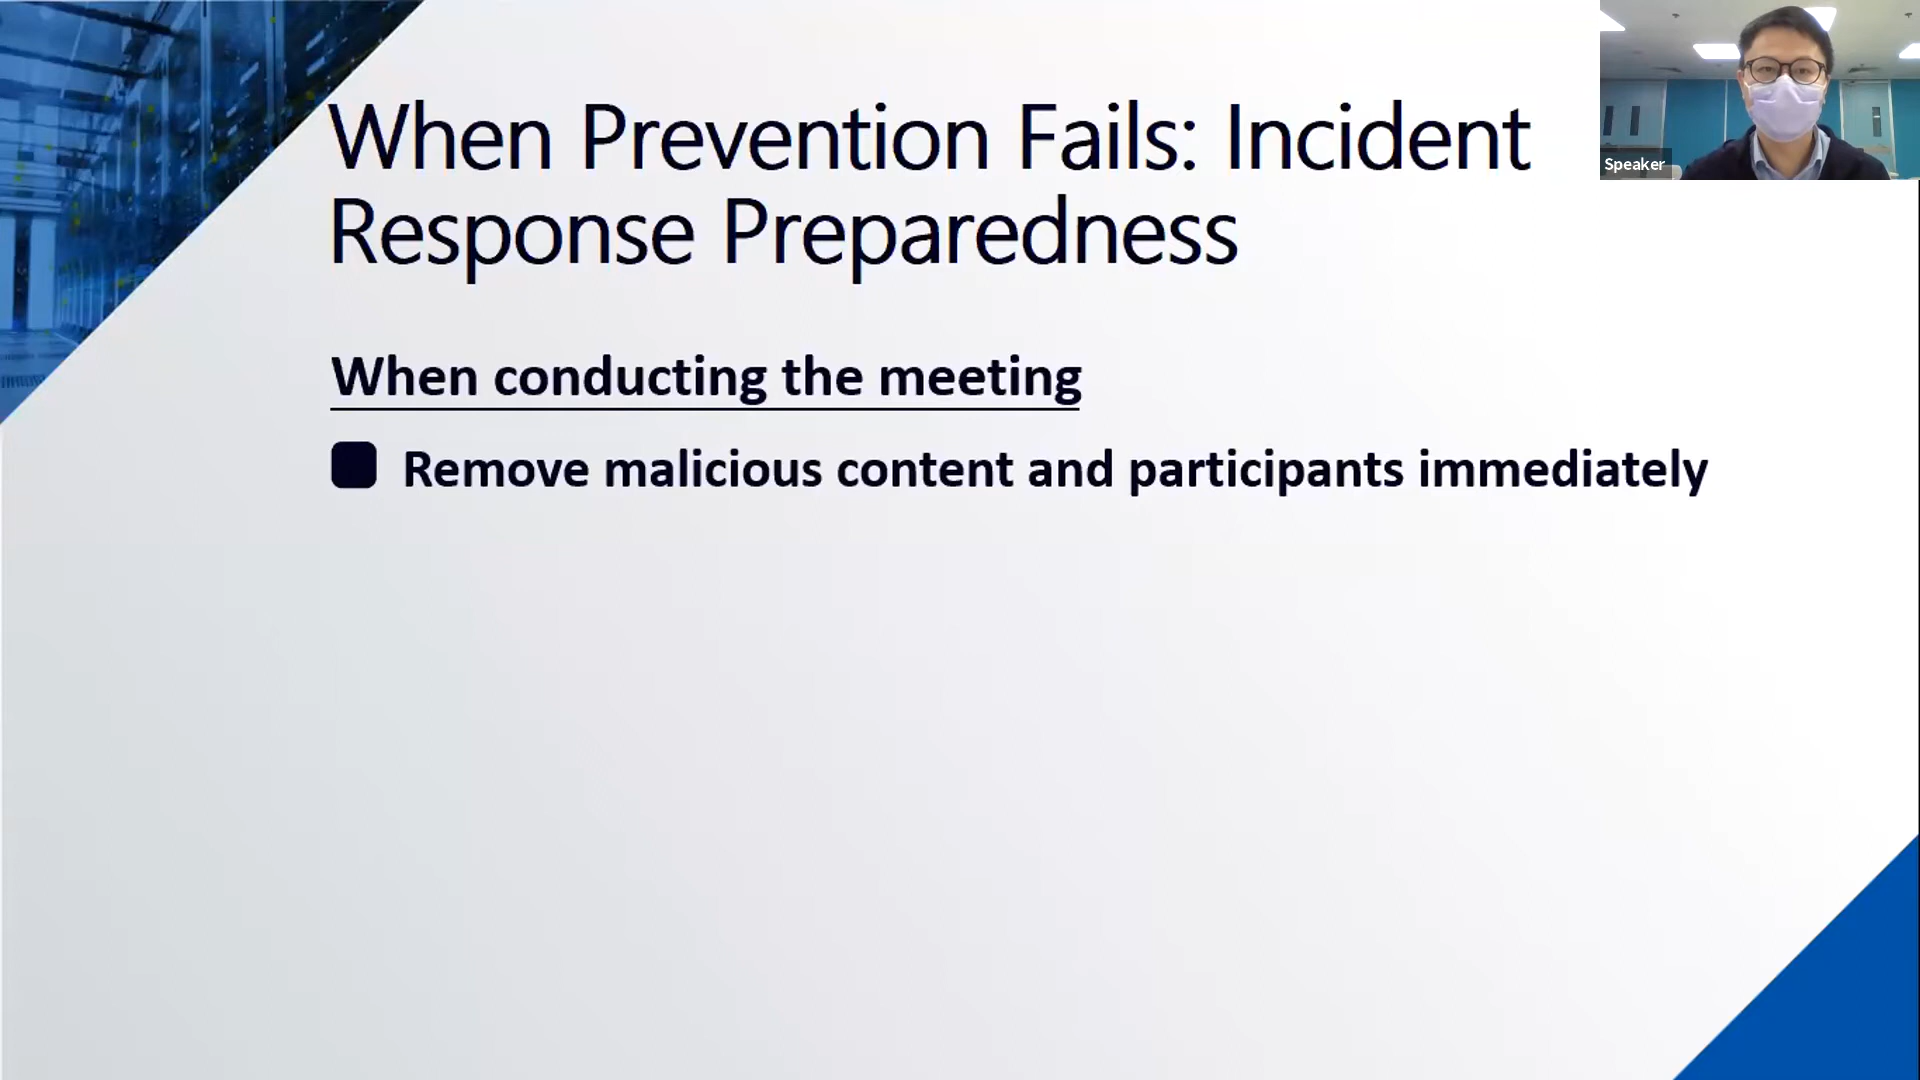 When Prevention Fails: Incident
Response Preparedness
When conducting the meeting
Remove malicious content and participants immediately
Speaker